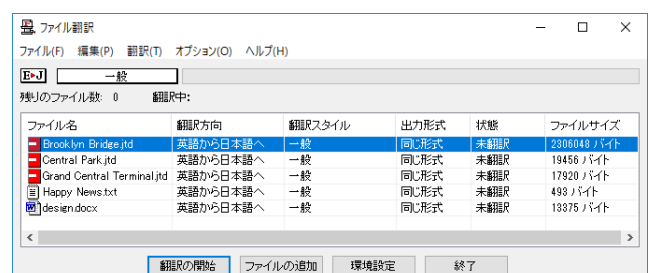 ファイル翻訳
ファイル(F) 編集(P) 翻訳(T) オプション(O) ヘルプ(H)
E▸J 一般
残りのファイル数: 0 翻訳中:
ファイル名 翻訳方向 翻訳スタイル 出力形式 状態 ファイルサイズ
Brooklyn Bridge.jtd 英語から日本語へ 一般 同じ形式 未翻訳 2306048 バイト
Central Park.jtd 英語から日本語へ 一般 同じ形式 未翻訳 19456 バイト
Grand Central Terminal.jtd 英語から日本語へ 一般 同じ形式 未翻訳 17920 バイト
Happy News.txt 英語から日本語へ 一般 同じ形式 未翻訳 493 バイト
design.docx 英語から日本語へ 一般 同じ形式 未翻訳 13375 バイト
翻訳の開始 ファイルの追加 環境設定 終了